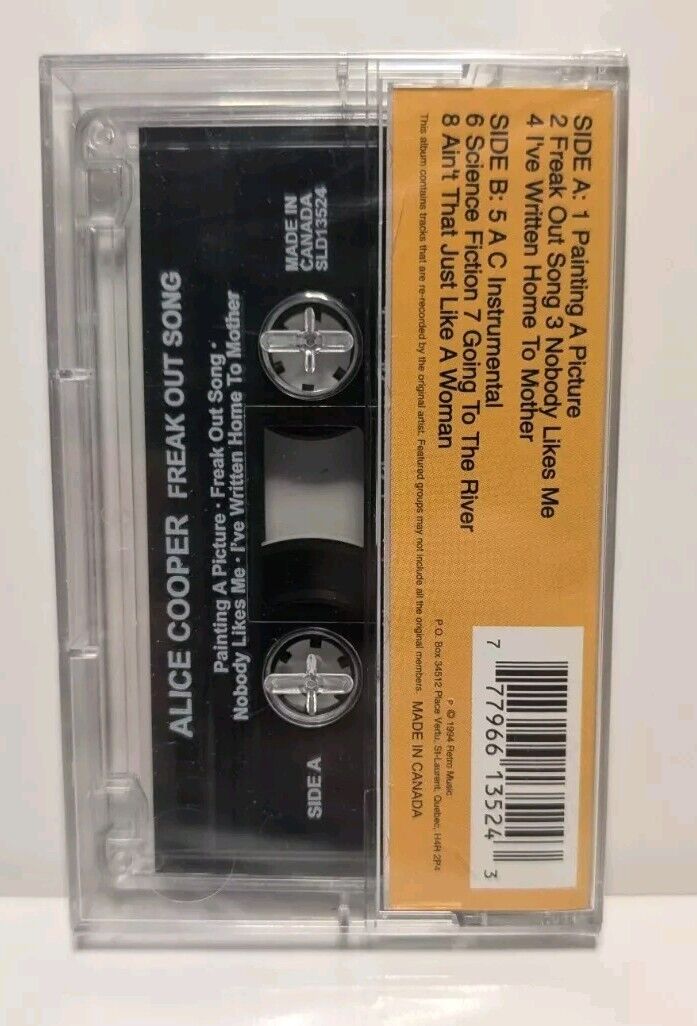 SIDE A: 1 Painting A Picture
2 Freak Out Song 3 Nobody Likes Me
4 I've Written Home To Mother
SIDE B: 5 A C Instrumental
6 Science Fiction 7 Going To The River
8 Ain't That Just Like A Woman
This album contains tracks that are re-recorded by the original artist. Featured groups may not include all the original members. MADE IN CANADA
P © 1994 Retro Music
P.O. Box 34512 Place Vertu, St-Laurent, Quebec, H4R 2P4
7 77966 13524 3
ALICE COOPER FREAK OUT SONG
Painting A Picture · Freak Out Song ·
Nobody Likes Me · I've Written Home To Mother
SIDE A
MADE IN
CANADA
SLD13524